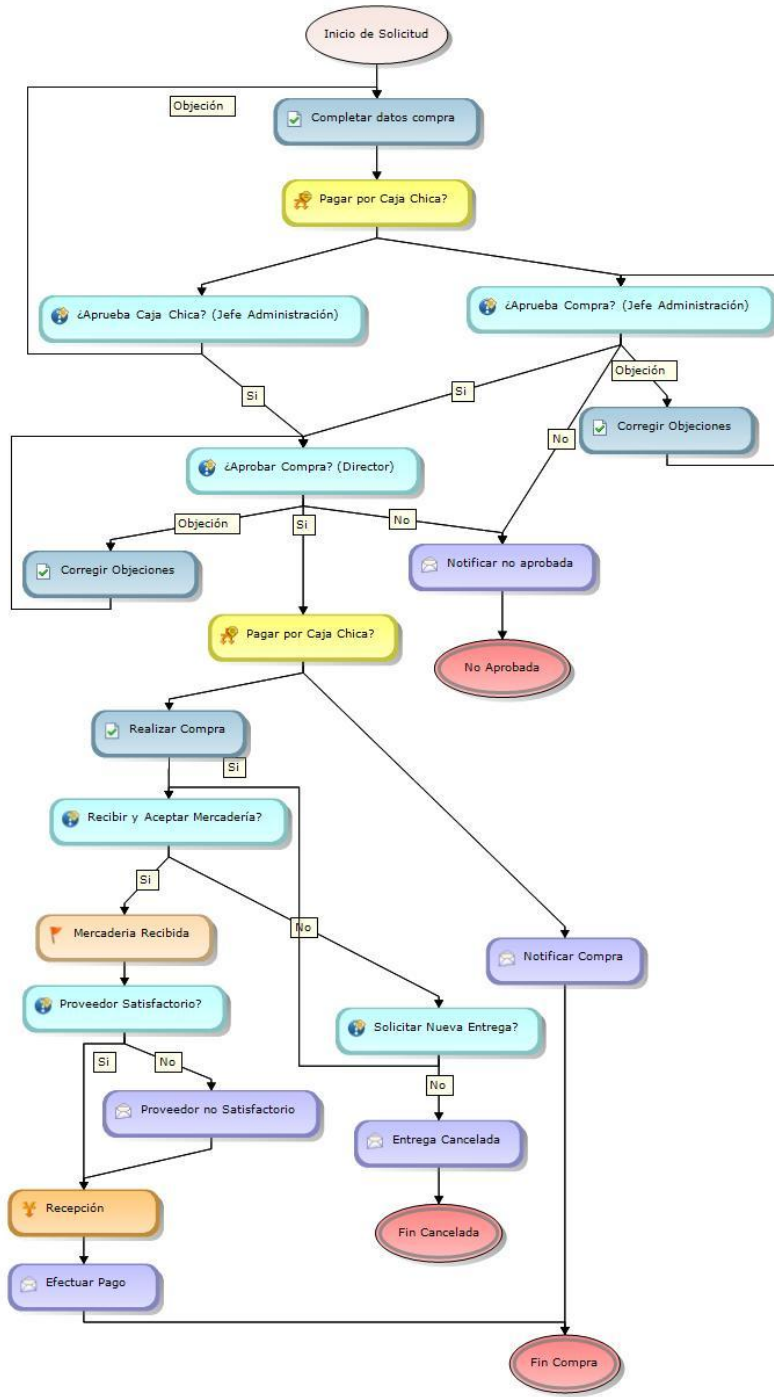 Inicio de Solicitud
Objeción
Completar datos compra
Pagar por Caja Chica?
¿Aprueba Caja Chica? (Jefe Administración)
¿Aprueba Compra? (Jefe Administración)
Objeción
Si
Si
Corregir Objeciones
No
¿Aprobar Compra? (Director)
Objeción
Si
No
Corregir Objeciones
Notificar no aprobada
Pagar por Caja Chica?
No Aprobada
Realizar Compra
Si
Recibir y Aceptar Mercadería?
Si
Mercaderia Recibida
No
Notificar Compra
Proveedor Satisfactorio?
Solicitar Nueva Entrega?
Si
No
No
Proveedor no Satisfactorio
Entrega Cancelada
Recepción
Fin Cancelada
Efectuar Pago
Fin Compra